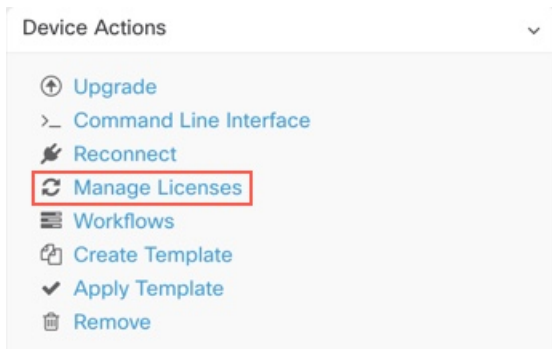 Device Actions
Upgrade
Command Line Interface
Reconnect
Manage Licenses
Workflows
Create Template
Apply Template
Remove